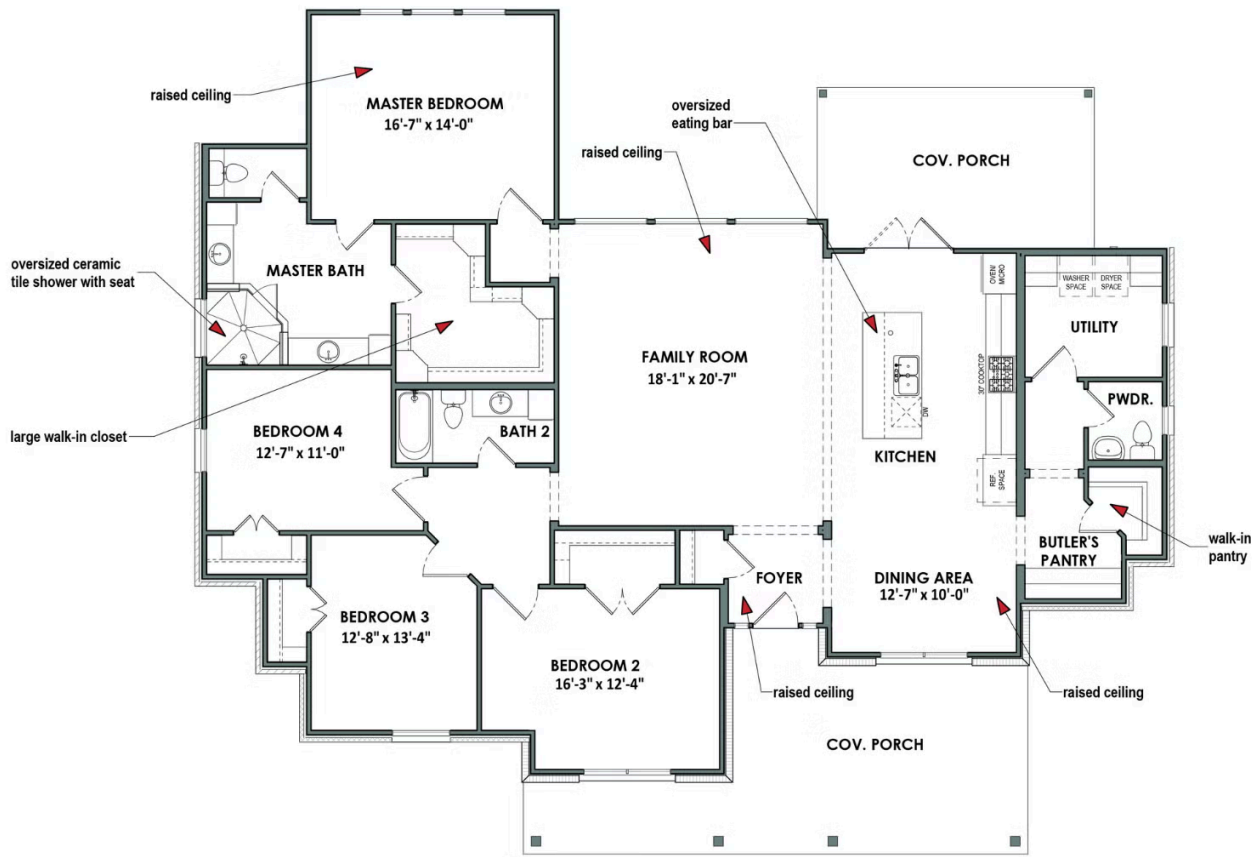 raised ceiling
MASTER BEDROOM
16'-7" x 14'-0"
oversized
eating bar
raised ceiling
COV. PORCH
oversized ceramic
tile shower with seat
MASTER BATH
OVEN/
MICRO
WASHER
SPACE
DRYER
SPACE
UTILITY
FAMILY ROOM
18'-1" x 20'-7"
30" COOKTOP
PWDR.
large walk-in closet
BEDROOM 4
12'-7" x 11'-0"
BATH 2
DW
KITCHEN
REF.
SPACE
walk-in
pantry
BUTLER'S
PANTRY
FOYER
DINING AREA
12'-7" x 10'-0"
BEDROOM 3
12'-8" x 13'-4"
BEDROOM 2
16'-3" x 12'-4"
raised ceiling
raised ceiling
COV. PORCH